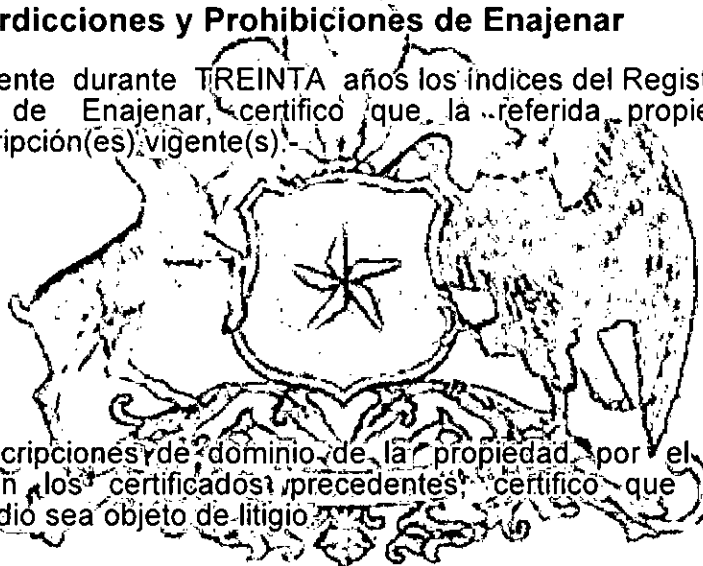 rdicciones y Prohibiciones de Enajenar
ente durante TREINTA años los índices del Regist
de Enajenar, certifico que la referida propie
ripción(es) vigente(s).-
cripciones de dominio de la propiedad por el
n los certificados precedentes, certifico que
dio sea objeto de litigio.